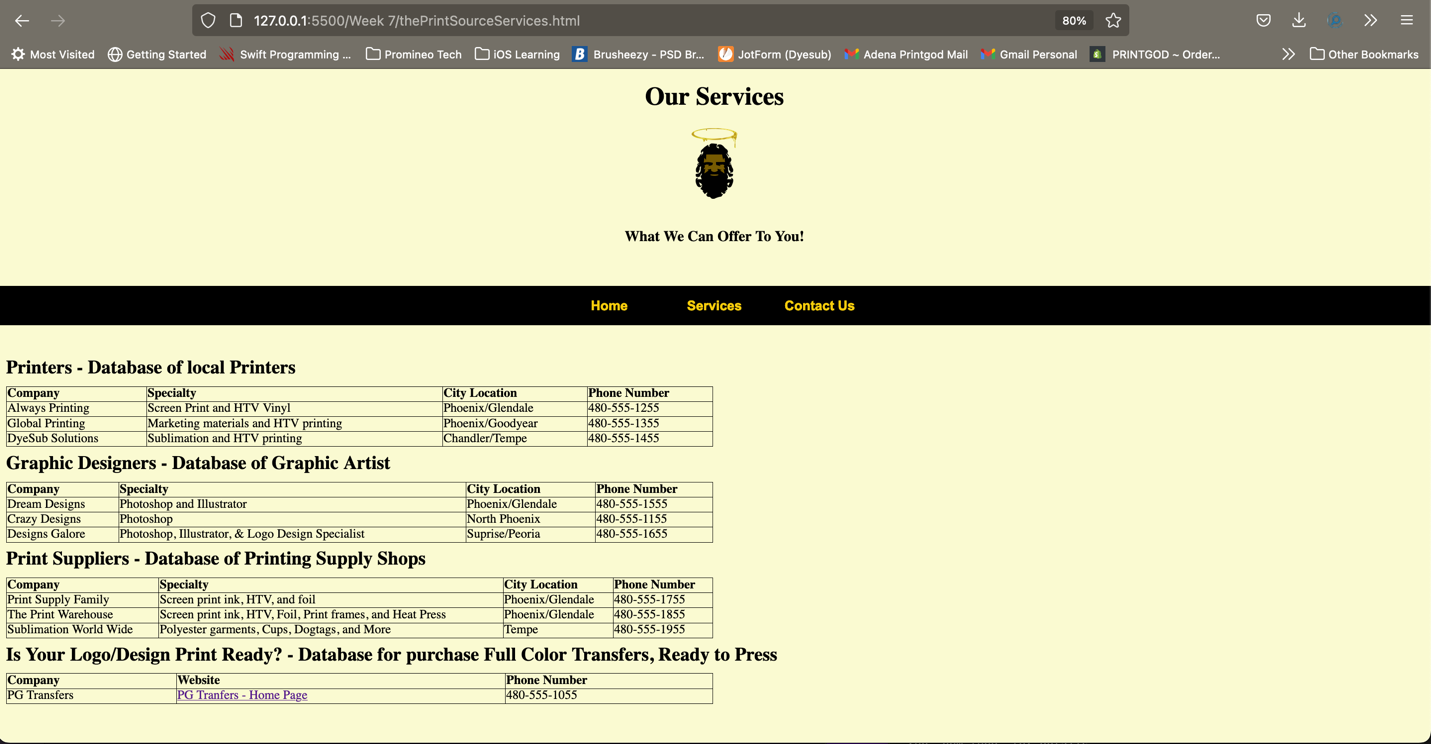 127.0.0.1:5500/Week 7/thePrintSourceServices.html 80%
Most Visited Getting Started Swift Programming ... Promineo Tech iOS Learning B Brusheezy - PSD Br... JotForm (Dyesub) Adena Printgod Mail Gmail Personal PRINTGOD ~ Order... Other Bookmarks
Our Services
What We Can Offer To You!
Home Services Contact Us
Printers - Database of local Printers
Company Specialty City Location Phone Number
Always Printing Screen Print and HTV Vinyl Phoenix/Glendale 480-555-1255
Global Printing Marketing materials and HTV printing Phoenix/Goodyear 480-555-1355
DyeSub Solutions Sublimation and HTV printing Chandler/Tempe 480-555-1455
Graphic Designers - Database of Graphic Artist
Company Specialty City Location Phone Number
Dream Designs Photoshop and Illustrator Phoenix/Glendale 480-555-1555
Crazy Designs Photoshop North Phoenix 480-555-1155
Designs Galore Photoshop, Illustrator, & Logo Design Specialist Suprise/Peoria 480-555-1655
Print Suppliers - Database of Printing Supply Shops
Company Specialty City Location Phone Number
Print Supply Family Screen print ink, HTV, and foil Phoenix/Glendale 480-555-1755
The Print Warehouse Screen print ink, HTV, Foil, Print frames, and Heat Press Phoenix/Glendale 480-555-1855
Sublimation World Wide Polyester garments, Cups, Dogtags, and More Tempe 480-555-1955
Is Your Logo/Design Print Ready? - Database for purchase Full Color Transfers, Ready to Press
Company Website Phone Number
PG Transfers PG Tranfers - Home Page 480-555-1055